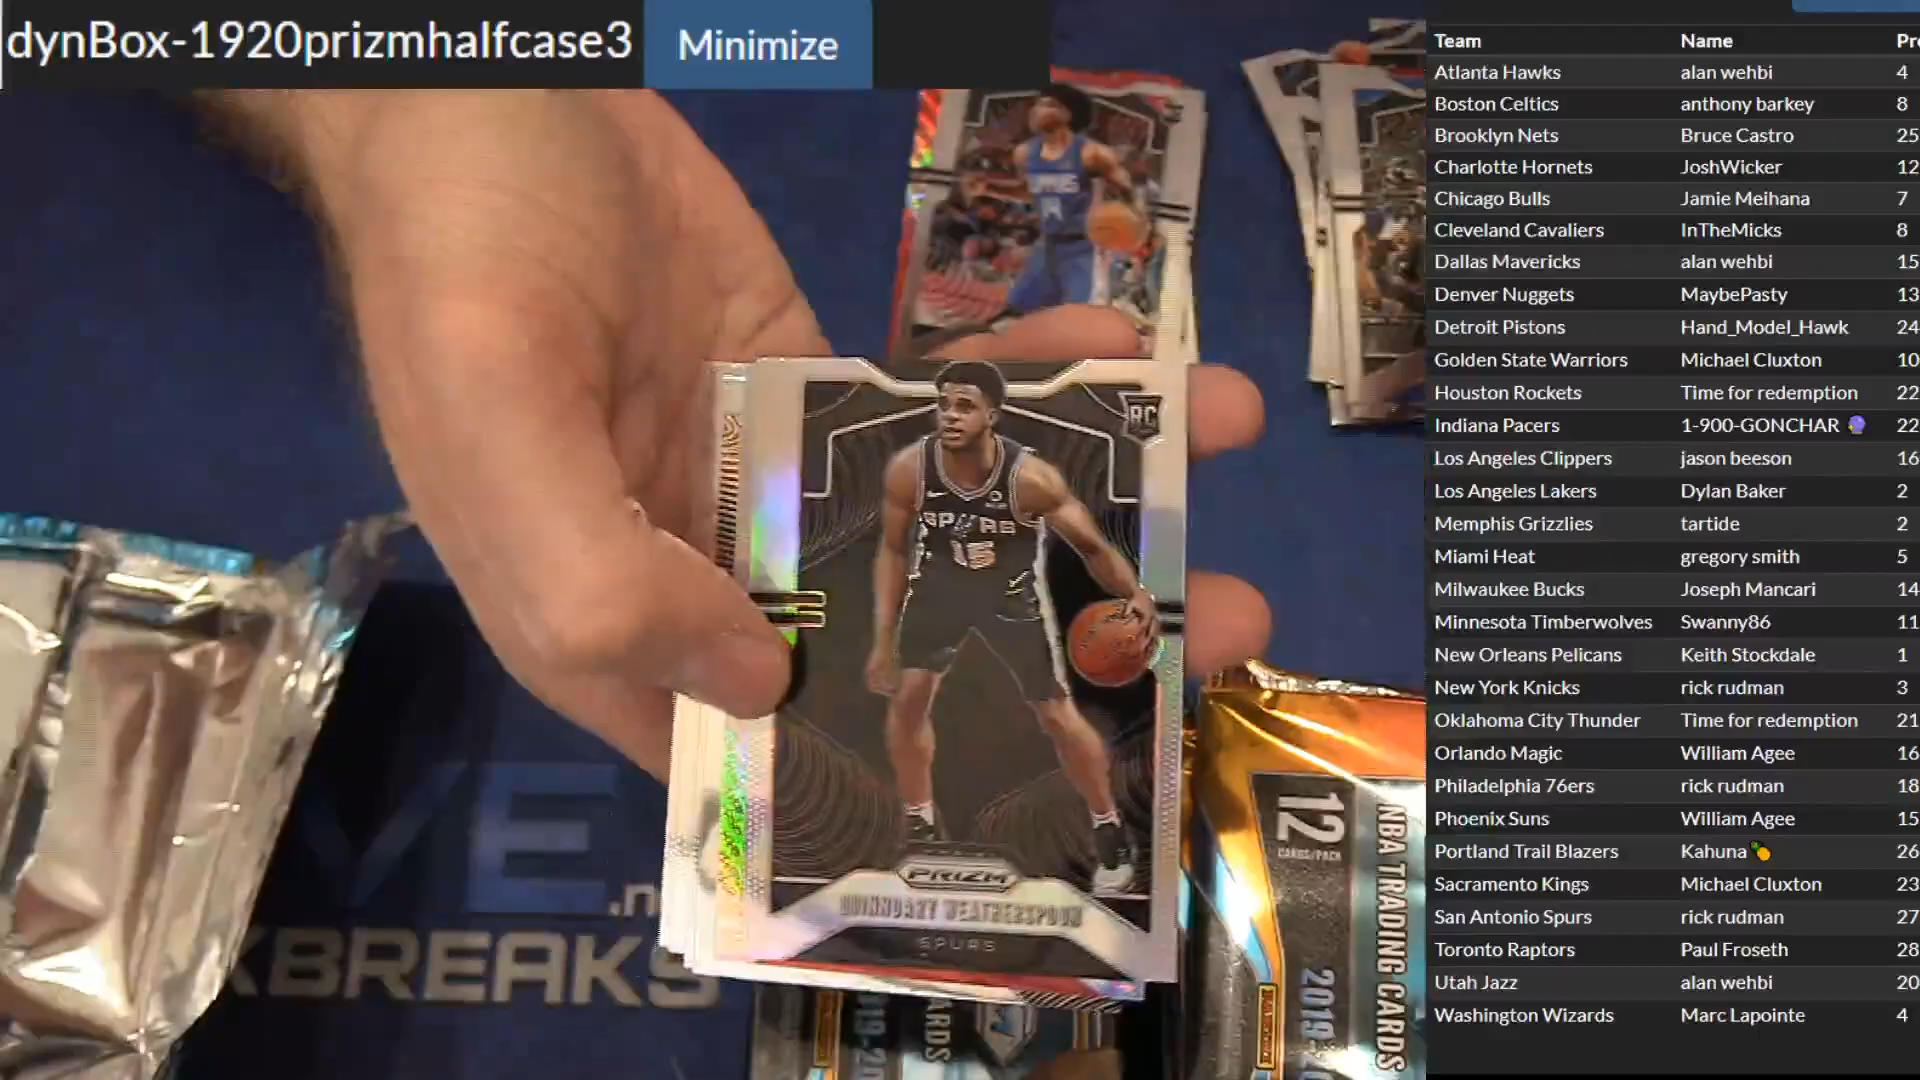 dynBox-1920prizmhalfcase3
Minimize
Team Name
Atlanta Hawks alan wehbi 4
Boston Celtics anthony barkey 8
Brooklyn Nets Bruce Castro 25
Charlotte Hornets JoshWicker 12
Chicago Bulls Jamie Meihana 7
Cleveland Cavaliers InTheMicks 8
Dallas Mavericks alan wehbi 15
Denver Nuggets MaybePasty 13
Detroit Pistons Hand_Model_Hawk 24
Golden State Warriors Michael Cluxton 10
Houston Rockets Time for redemption 22
Indiana Pacers 1-900-GONCHAR 🔮 22
Los Angeles Clippers jason beeson 16
Los Angeles Lakers Dylan Baker 2
Memphis Grizzlies tartide 2
Miami Heat gregory smith 5
Milwaukee Bucks Joseph Mancari 14
Minnesota Timberwolves Swanny86 11
New Orleans Pelicans Keith Stockdale 1
New York Knicks rick rudman 3
Oklahoma City Thunder Time for redemption 21
Orlando Magic William Agee 16
Philadelphia 76ers rick rudman 18
Phoenix Suns William Agee 15
Portland Trail Blazers Kahuna🍍 26
Sacramento Kings Michael Cluxton 23
San Antonio Spurs rick rudman 27
Toronto Raptors Paul Froseth 28
Utah Jazz alan wehbi 20
Washington Wizards Marc Lapointe 4
RC
SPURS
15
PRIZM
QUINNDARY WEATHERSPOON
SPURS
BREAKS
12
CARDS/PACK
NBA TRADING CARDS
2019-20